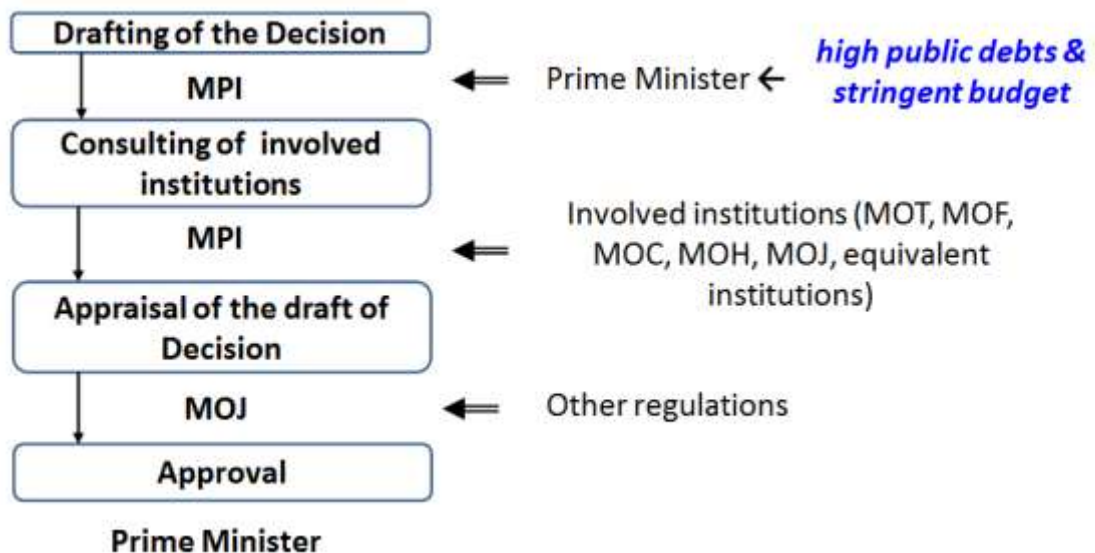 Drafting of the Decision
MPI
Prime Minister ←
high public debts &
stringent budget
Consulting of involved
institutions
MPI
Involved institutions (MOT, MOF,
MOC, MOH, MOJ, equivalent
institutions)
Appraisal of the draft of
Decision
MOJ
Other regulations
Approval
Prime Minister